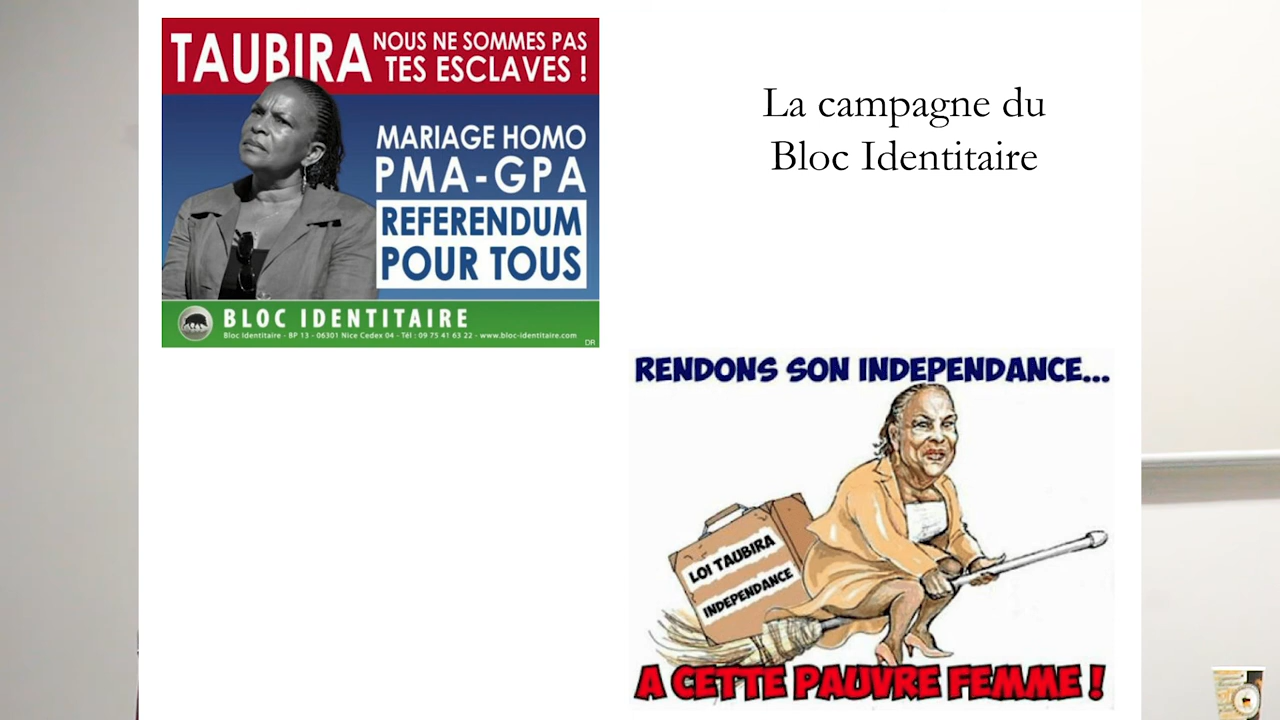 TAUBIRA NOUS NE SOMMES PAS
TES ESCLAVES !
MARIAGE HOMO
PMA-GPA
REFERENDUM
POUR TOUS
BLOC IDENTITAIRE
Bloc Identitaire - BP 13 - 06301 Nice Cedex 04 - Tél : 09 75 41 63 22 - www.bloc-identitaire.com
DR
La campagne du
Bloc Identitaire
RENDONS SON INDEPENDANCE...
LOI TAUBIRA
INDEPENDANCE
A CETTE PAUVRE FEMME !